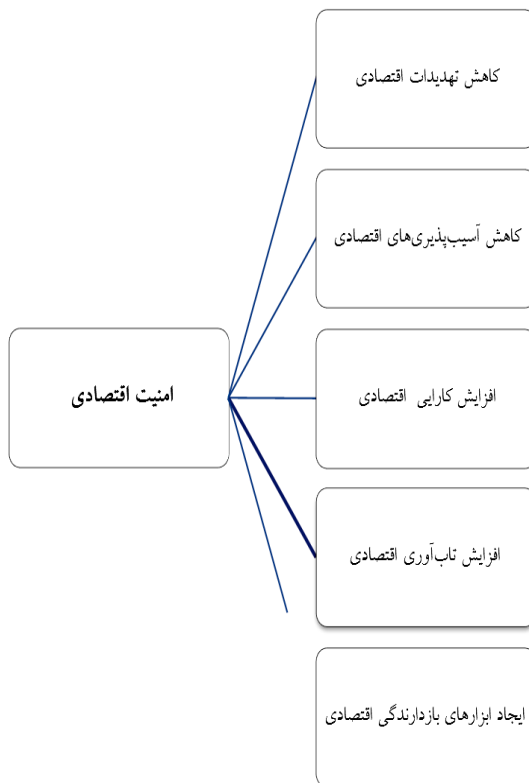 کاهش تهدیدات اقتصادی
کاهش آسیب‌پذیری‌های اقتصادی
امنیت اقتصادی
افزایش کارایی اقتصادی
افزایش تاب‌آوری اقتصادی
ایجاد ابزارهای بازدارندگی اقتصادی